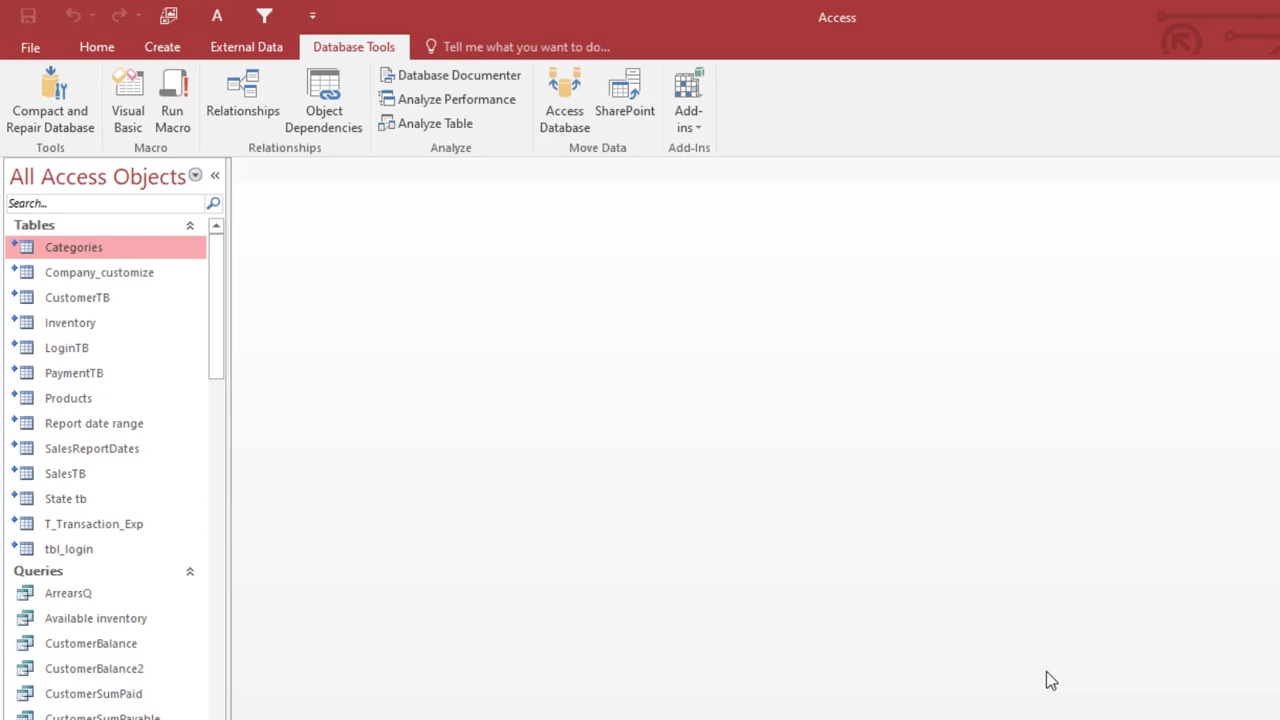 A
Access
File
Home
Create
External Data
Database Tools
Tell me what you want to do...
Compact and
Repair Database
Tools
Visual
Basic
Run
Macro
Macro
Relationships
Object
Dependencies
Relationships
Database Documenter
Analyze Performance
Analyze Table
Analyze
Access
Database
SharePoint
Move Data
Add-
ins
Add-Ins
All Access Objects
Search...
Tables
Categories
Company_customize
CustomerTB
Inventory
LoginTB
PaymentTB
Products
Report date range
SalesReportDates
SalesTB
State tb
T_Transaction_Exp
tbl_login
Queries
ArrearsQ
Available inventory
CustomerBalance
CustomerBalance2
CustomerSumPaid
CustomerSumPayable